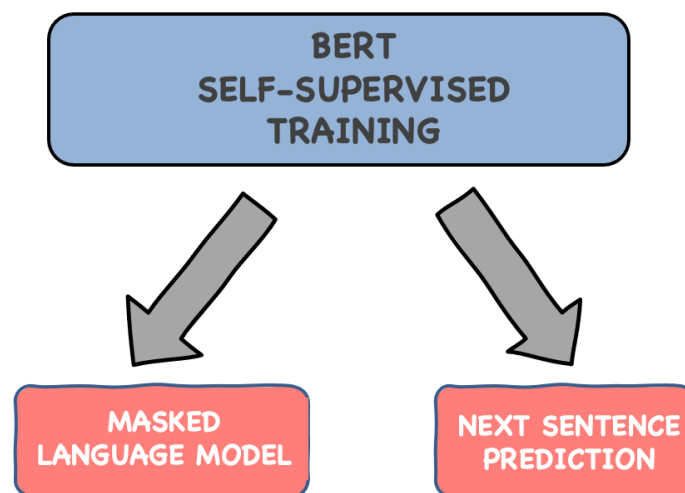 BERT
SELF-SUPERVISED
TRAINING
MASKED
LANGUAGE MODEL
NEXT SENTENCE
PREDICTION